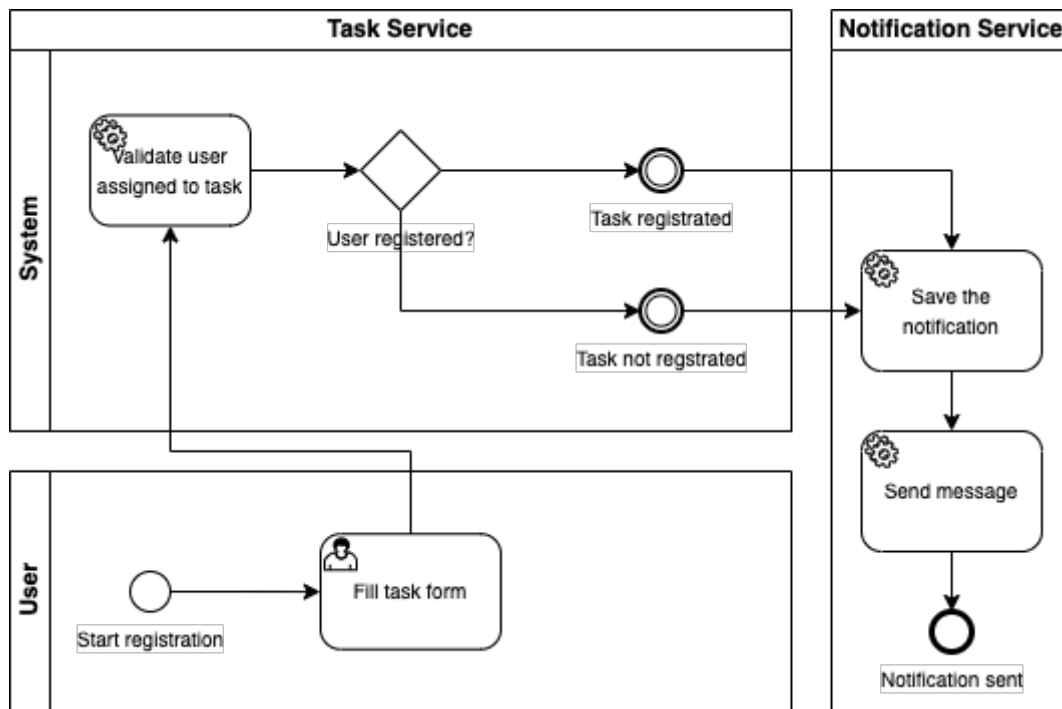 Task Service
Notification Service
System
Validate user
assigned to task
User registered?
Task registrated
Task not regstrated
Save the
notification
Send message
User
Start registration
Fill task form
Notification sent